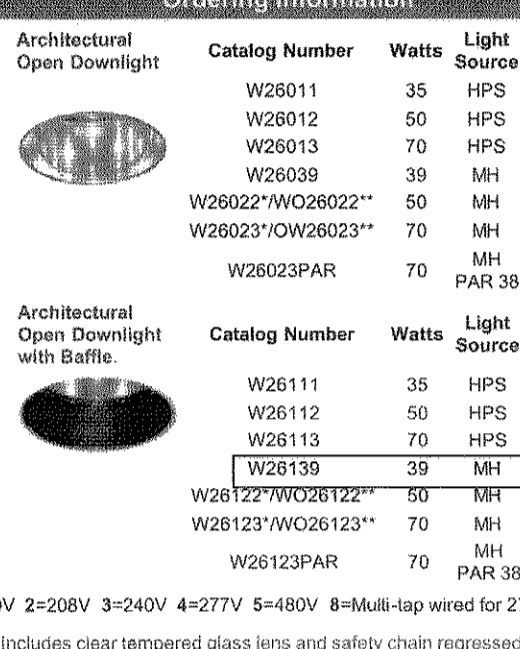 Ordering Information
Architectural
Open Downlight
Catalog Number Watts Light Source
W26011 35 HPS
W26012 50 HPS
W26013 70 HPS
W26039 39 MH
W26022*/WO26022** 50 MH
W26023*/OW26023** 70 MH
W26023PAR 70 MH PAR 38
Architectural
Open Downlight
with Baffle.
Catalog Number Watts Light Source
W26111 35 HPS
W26112 50 HPS
W26113 70 HPS
W26139 39 MH
W26122*/WO26122** 50 MH
W26123*/WO26123** 70 MH
W26123PAR 70 MH PAR 38
V 2=208V 3=240V 4=277V 5=480V 8=Multi-tap wired for
includes clear tempered glass lens and safety chain regressed